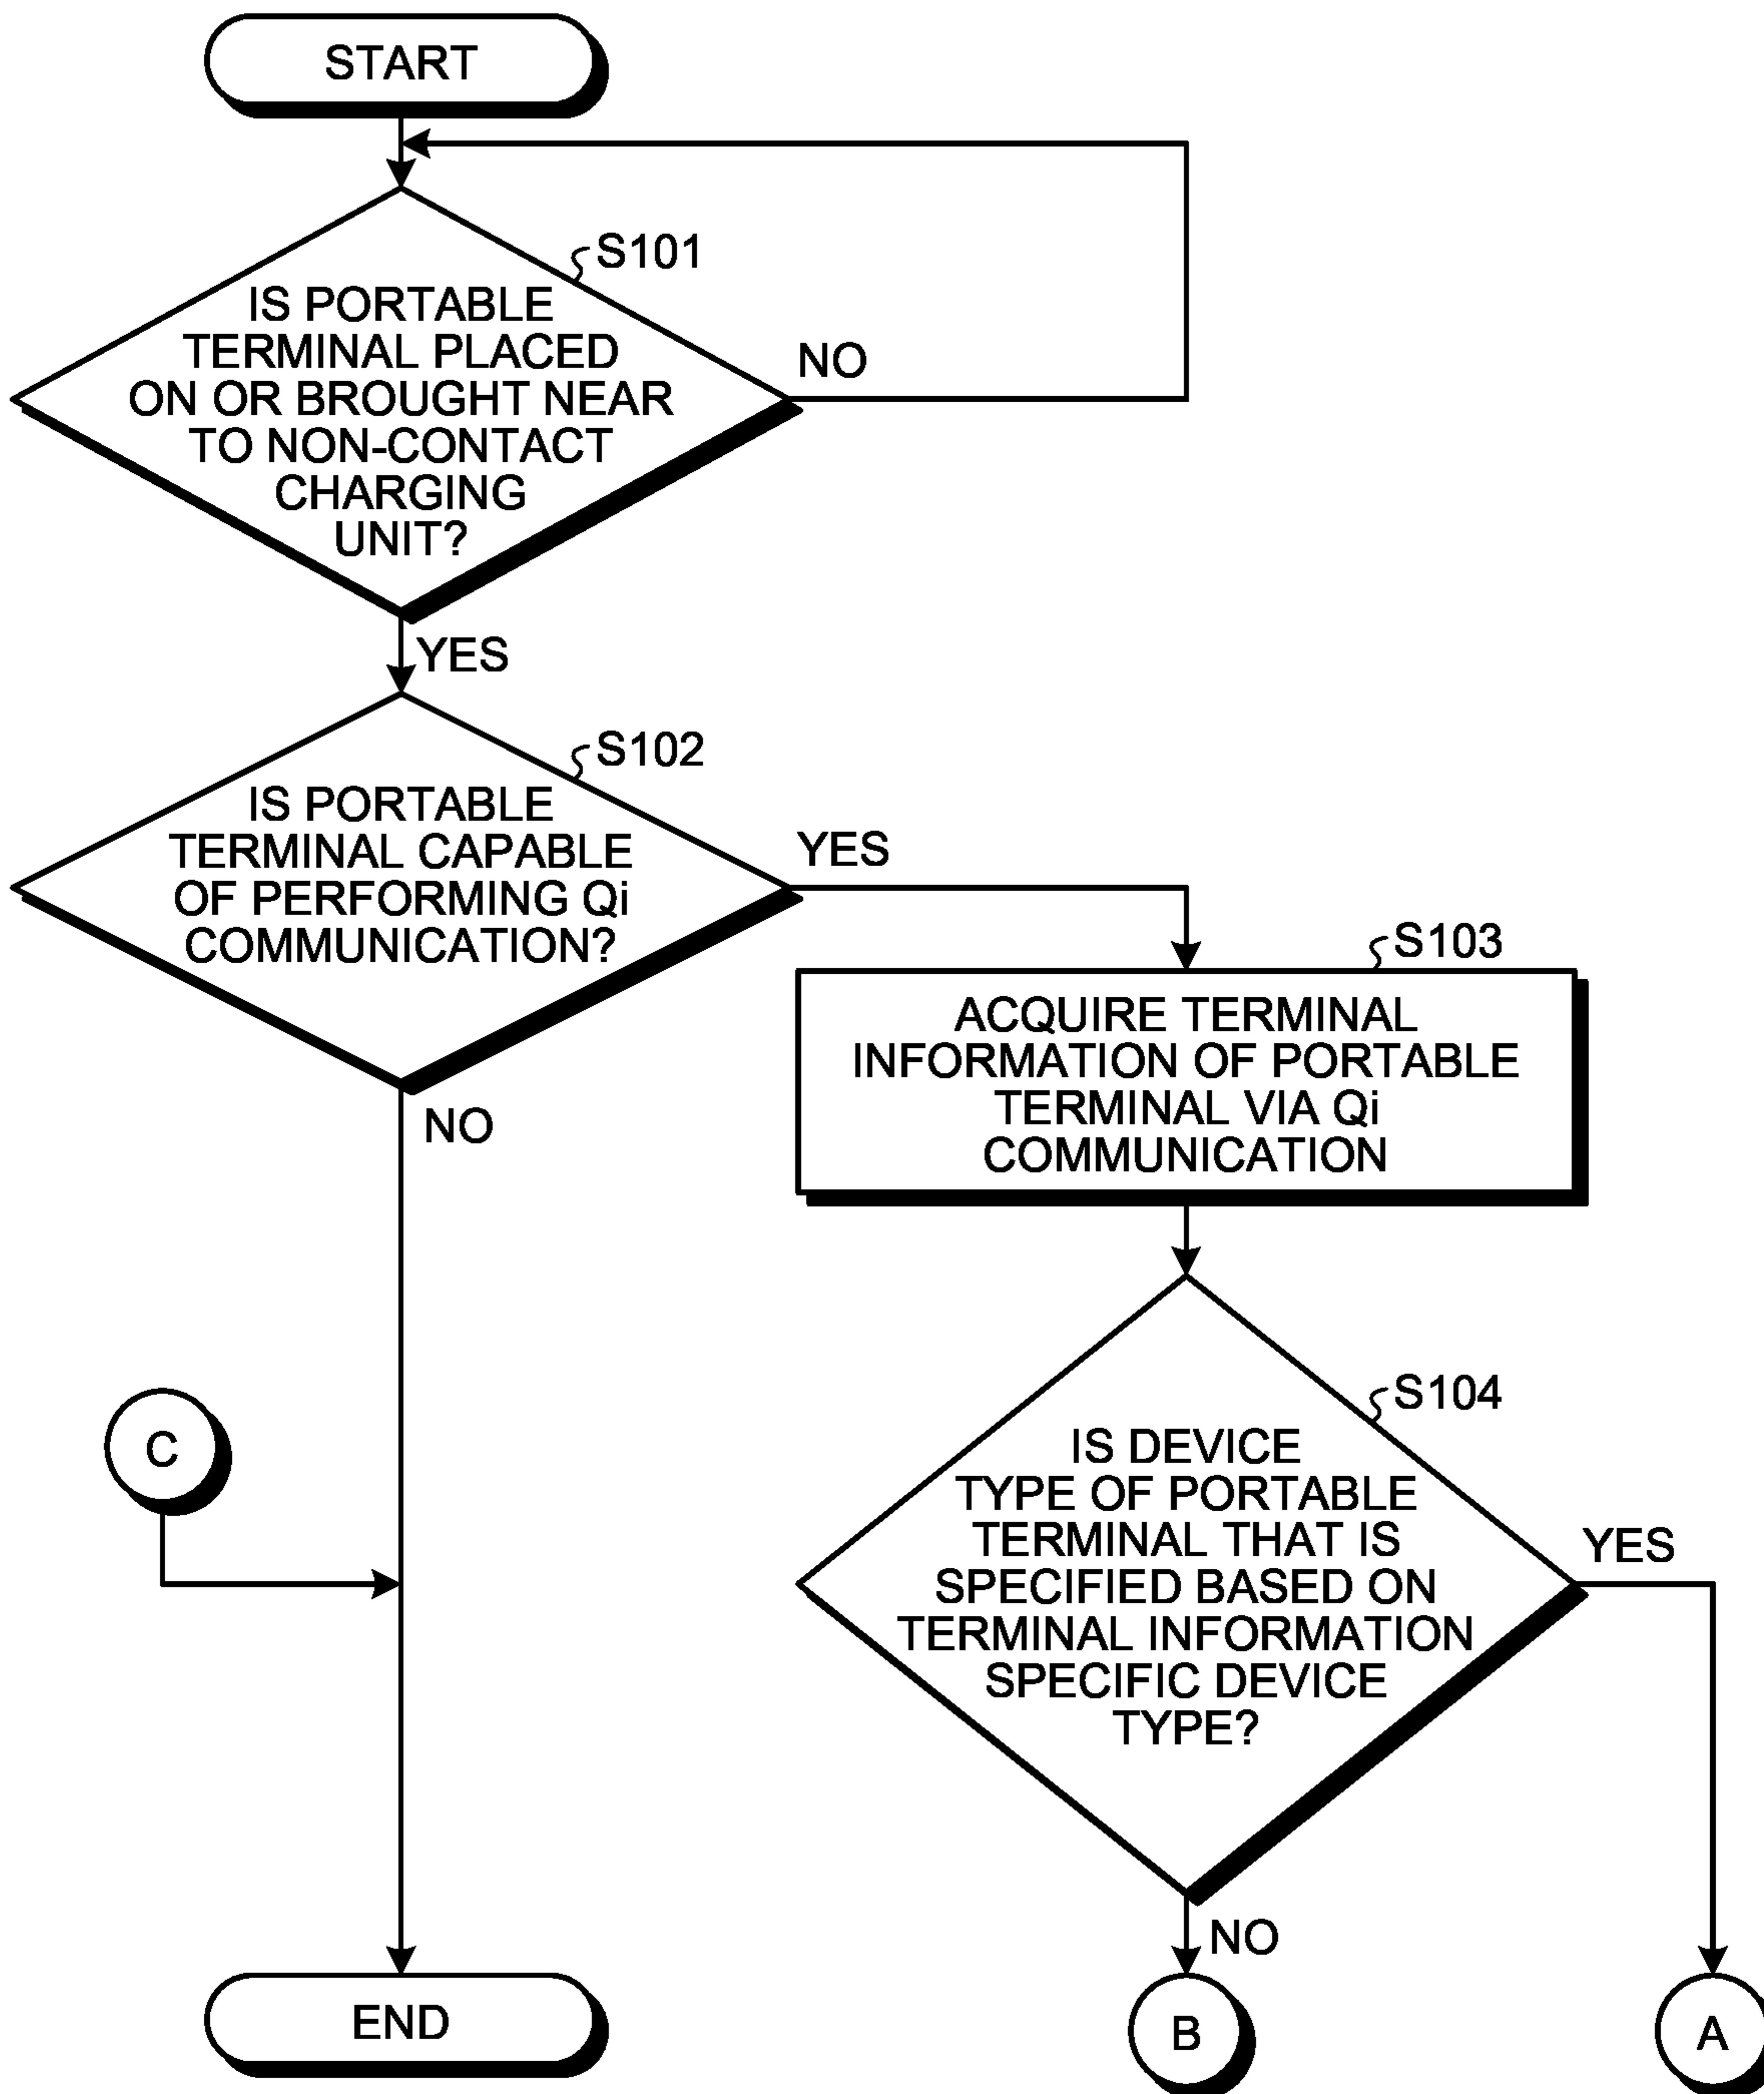 START
S101
IS PORTABLE
TERMINAL PLACED
ON OR BROUGHT NEAR
TO NON-CONTACT
CHARGING
UNIT?
NO
YES
S102
IS PORTABLE
TERMINAL CAPABLE
OF PERFORMING Qi
COMMUNICATION?
YES
NO
S103
ACQUIRE TERMINAL
INFORMATION OF PORTABLE
TERMINAL VIA Qi
COMMUNICATION
S104
IS DEVICE
TYPE OF PORTABLE
TERMINAL THAT IS
SPECIFIED BASED ON
TERMINAL INFORMATION
SPECIFIC DEVICE
TYPE?
YES
NO
C
END
B
A